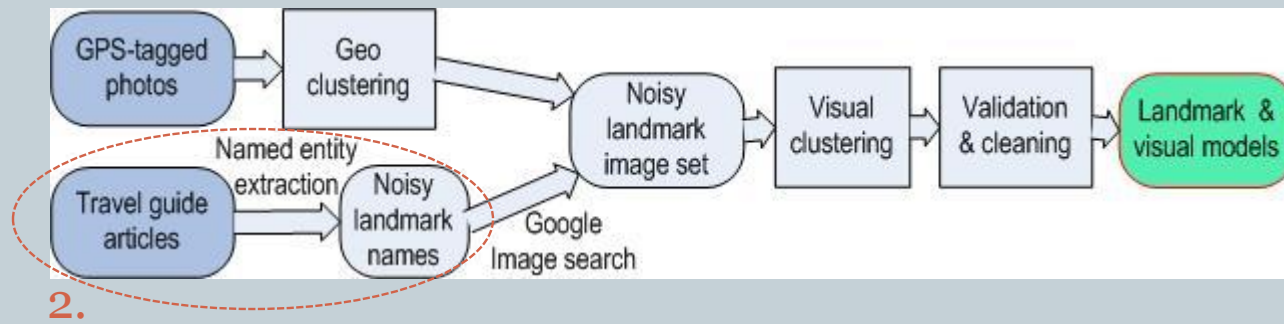 GPS-tagged
photos
Geo
clustering
Noisy
landmark
image set
Visual
clustering
Validation
& cleaning
Landmark &
visual models
Named entity
extraction
Travel guide
articles
Noisy
landmark
names
Google
Image search
2.